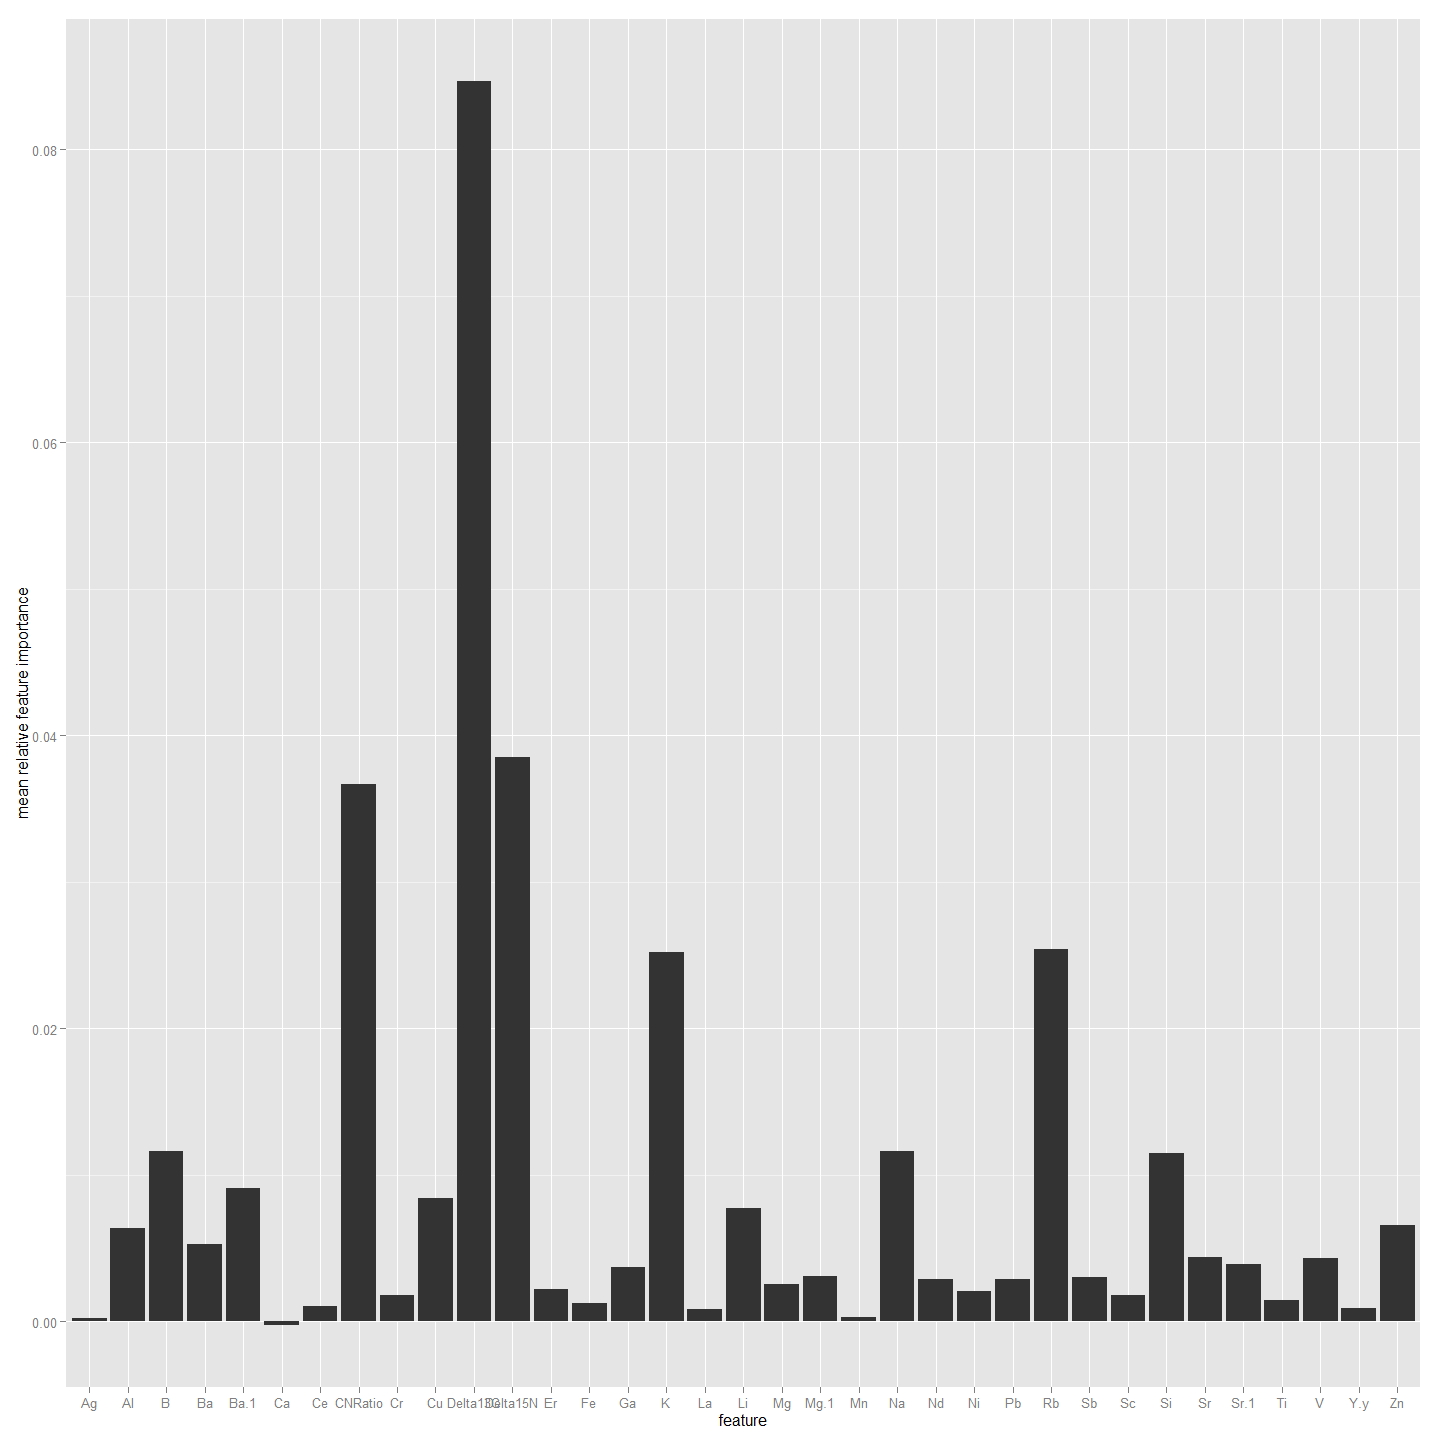 mean relative feature importance
0.08
0.06
0.04
0.02
0.00
Ag Al B Ba Ba.1 Ca Ce CNRatio Cr Cu Delta13C Delta15N Er Fe Ga K La Li Mg Mg.1 Mn Na Nd Ni Pb Rb Sb Sc Si Sr Sr.1 Ti V Y.y Zn
feature